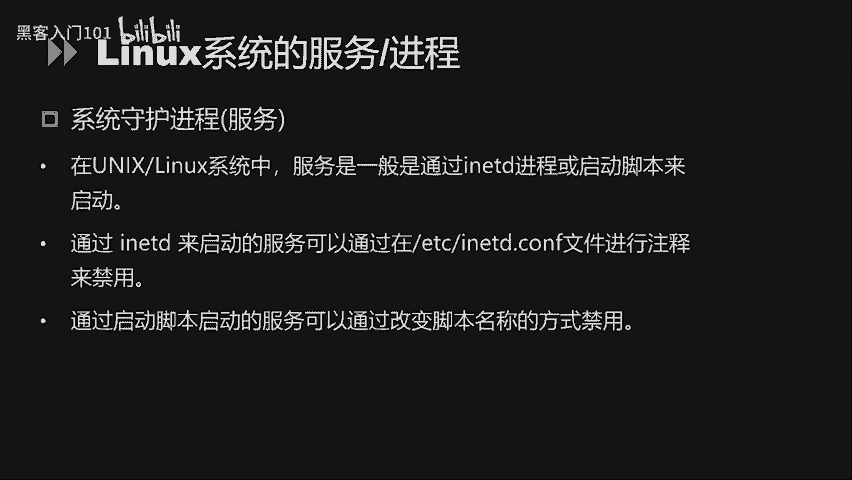 黑客入门101 bilibili
Linux系统的服务/进程
系统守护进程(服务)
• 在UNIX/Linux系统中，服务是一般是通过inetd进程或启动脚本来
启动。
• 通过 inetd 来启动的服务可以通过在/etc/inetd.conf文件进行注释
来禁用。
• 通过启动脚本启动的服务可以通过改变脚本名称的方式禁用。